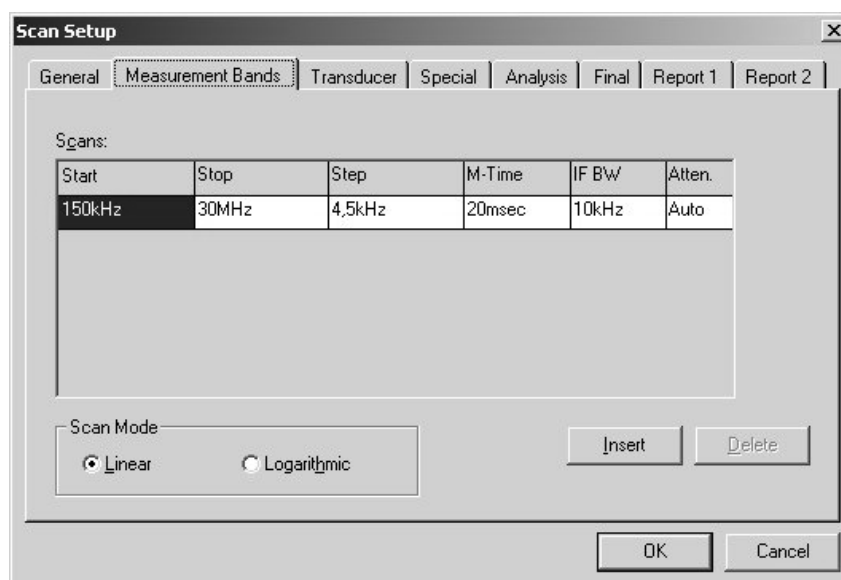 Scan Setup
General Measurement Bands Transducer Special Analysis Final Report 1 Report 2
Scans:
Start Stop Step M-Time IF BW Atten.
150kHz 30MHz 4,5kHz 20msec 10kHz Auto
Scan Mode
Linear Logarithmic
Insert Delete
OK Cancel